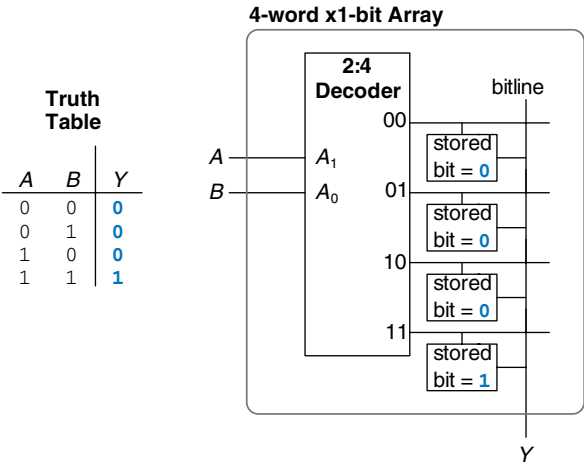 4-word x1-bit Array
Truth
Table
A B Y
0 0 0
0 1 0
1 0 0
1 1 1
2:4
Decoder
bitline
A A1
B A0
00
stored
bit = 0
01
stored
bit = 0
10
stored
bit = 0
11
stored
bit = 1
Y